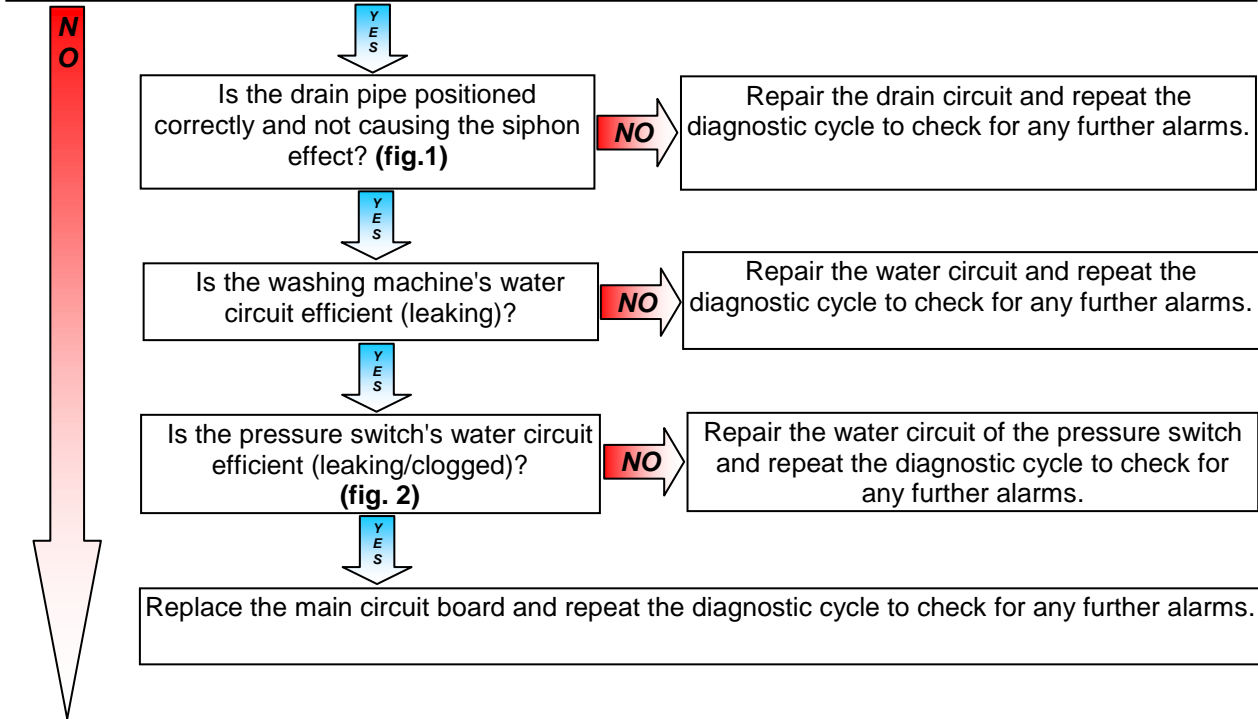 NO
YES
Is the drain pipe positioned
correctly and not causing the siphon
effect? (fig.1)
NO
Repair the drain circuit and repeat the
diagnostic cycle to check for any further alarms.
YES
Is the washing machine's water
circuit efficient (leaking)?
NO
Repair the water circuit and repeat the
diagnostic cycle to check for any further alarms.
YES
Is the pressure switch's water circuit
efficient (leaking/clogged)?
(fig. 2)
NO
Repair the water circuit of the pressure switch
and repeat the diagnostic cycle to check for
any further alarms.
YES
Replace the main circuit board and repeat the diagnostic cycle to check for any further alarms.